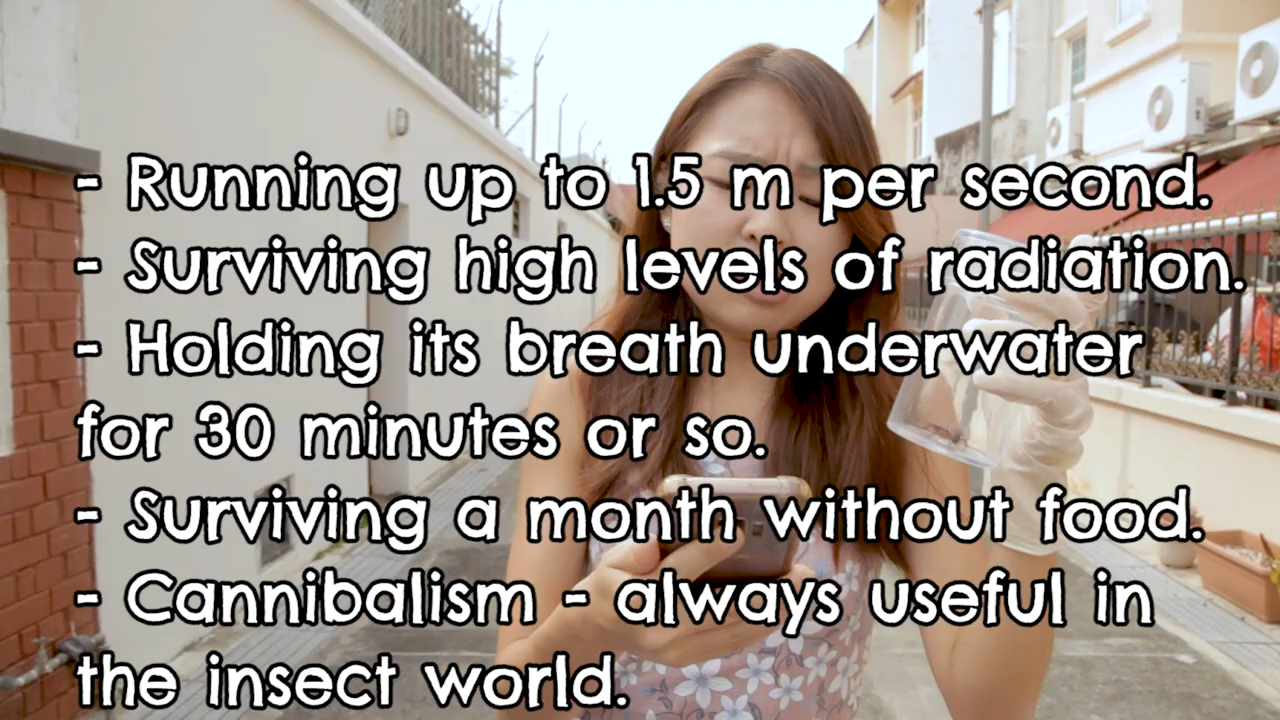 - Running up to 1.5 m per second.
- Surviving high levels of radiation.
- Holding its breath underwater
for 30 minutes or so.
- Surviving a month without food.
- Cannibalism - always useful in
the insect world.